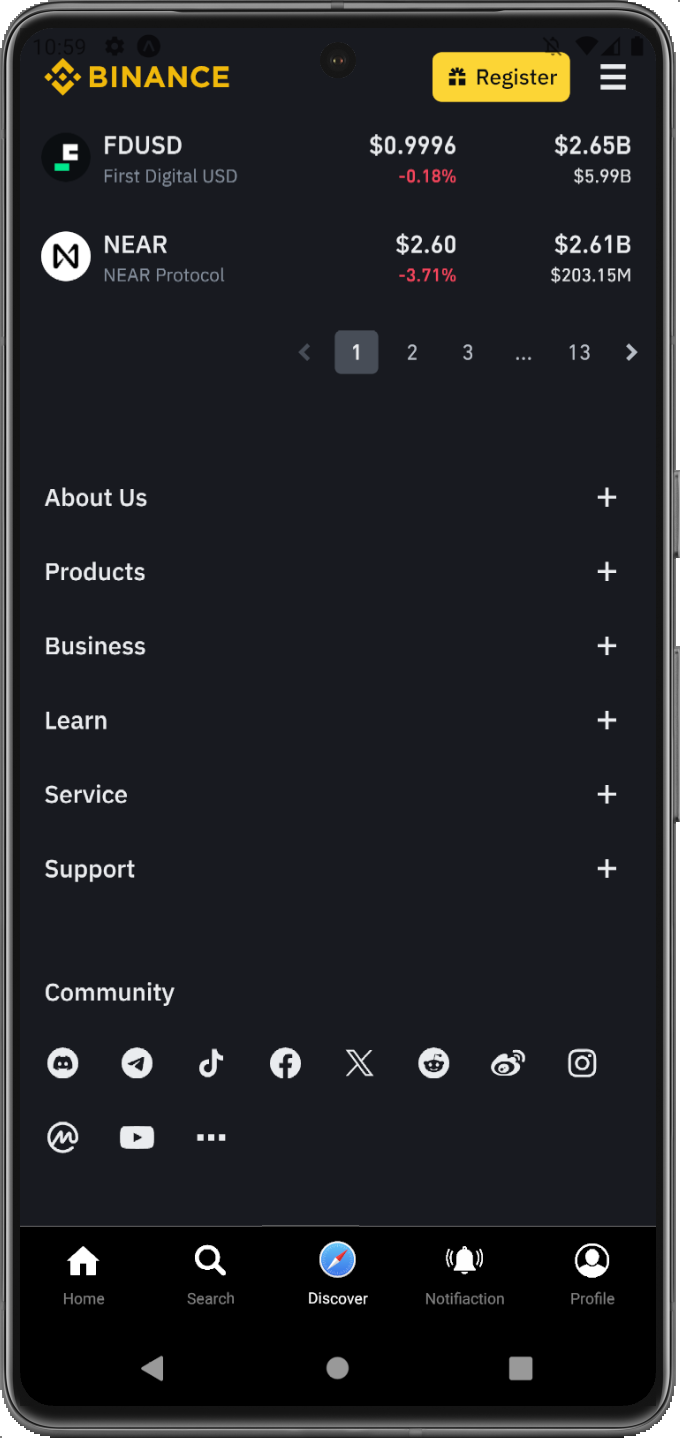 10:59
BINANCE
Register
FDUSD $0.9996 $2.65B
First Digital USD -0.18% $5.99B
NEAR $2.60 $2.61B
NEAR Protocol -3.71% $203.15M
1 2 3 ... 13
About Us
Products
Business
Learn
Service
Support
Community
Home Search Discover Notifiaction Profile